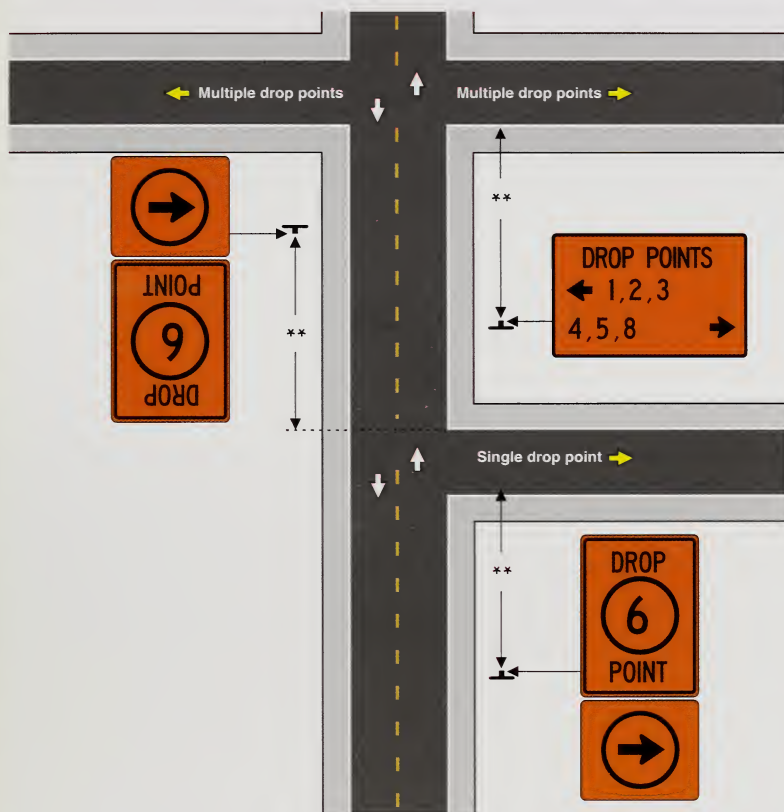 Multiple drop points
Multiple drop points
**
DROP POINTS
1,2,3
4,5,8
DROP
6
POINT
**
Single drop point
**
DROP
6
POINT